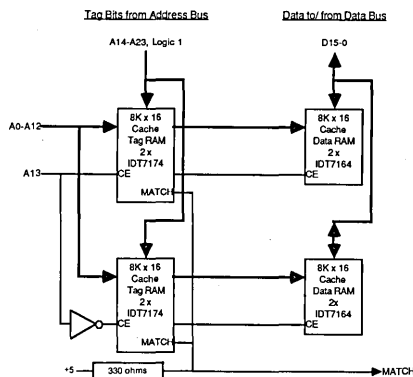 Tag Bits from Address Bus
Data to/ from Data Bus
A14-A23, Logic 1
D15-0
A0-A12
8K x 16
Cache
Tag RAM
2 x
IDT7174
CE
MATCH
8K x 16
Cache
Data RAM
2 x
IDT7164
CE
A13
8K x 16
Cache
Tag RAM
2 x
IDT7174
CE
MATCH
8K x 16
Cache
Data RAM
2x
IDT7164
CE
+5
330 ohms
MATCH